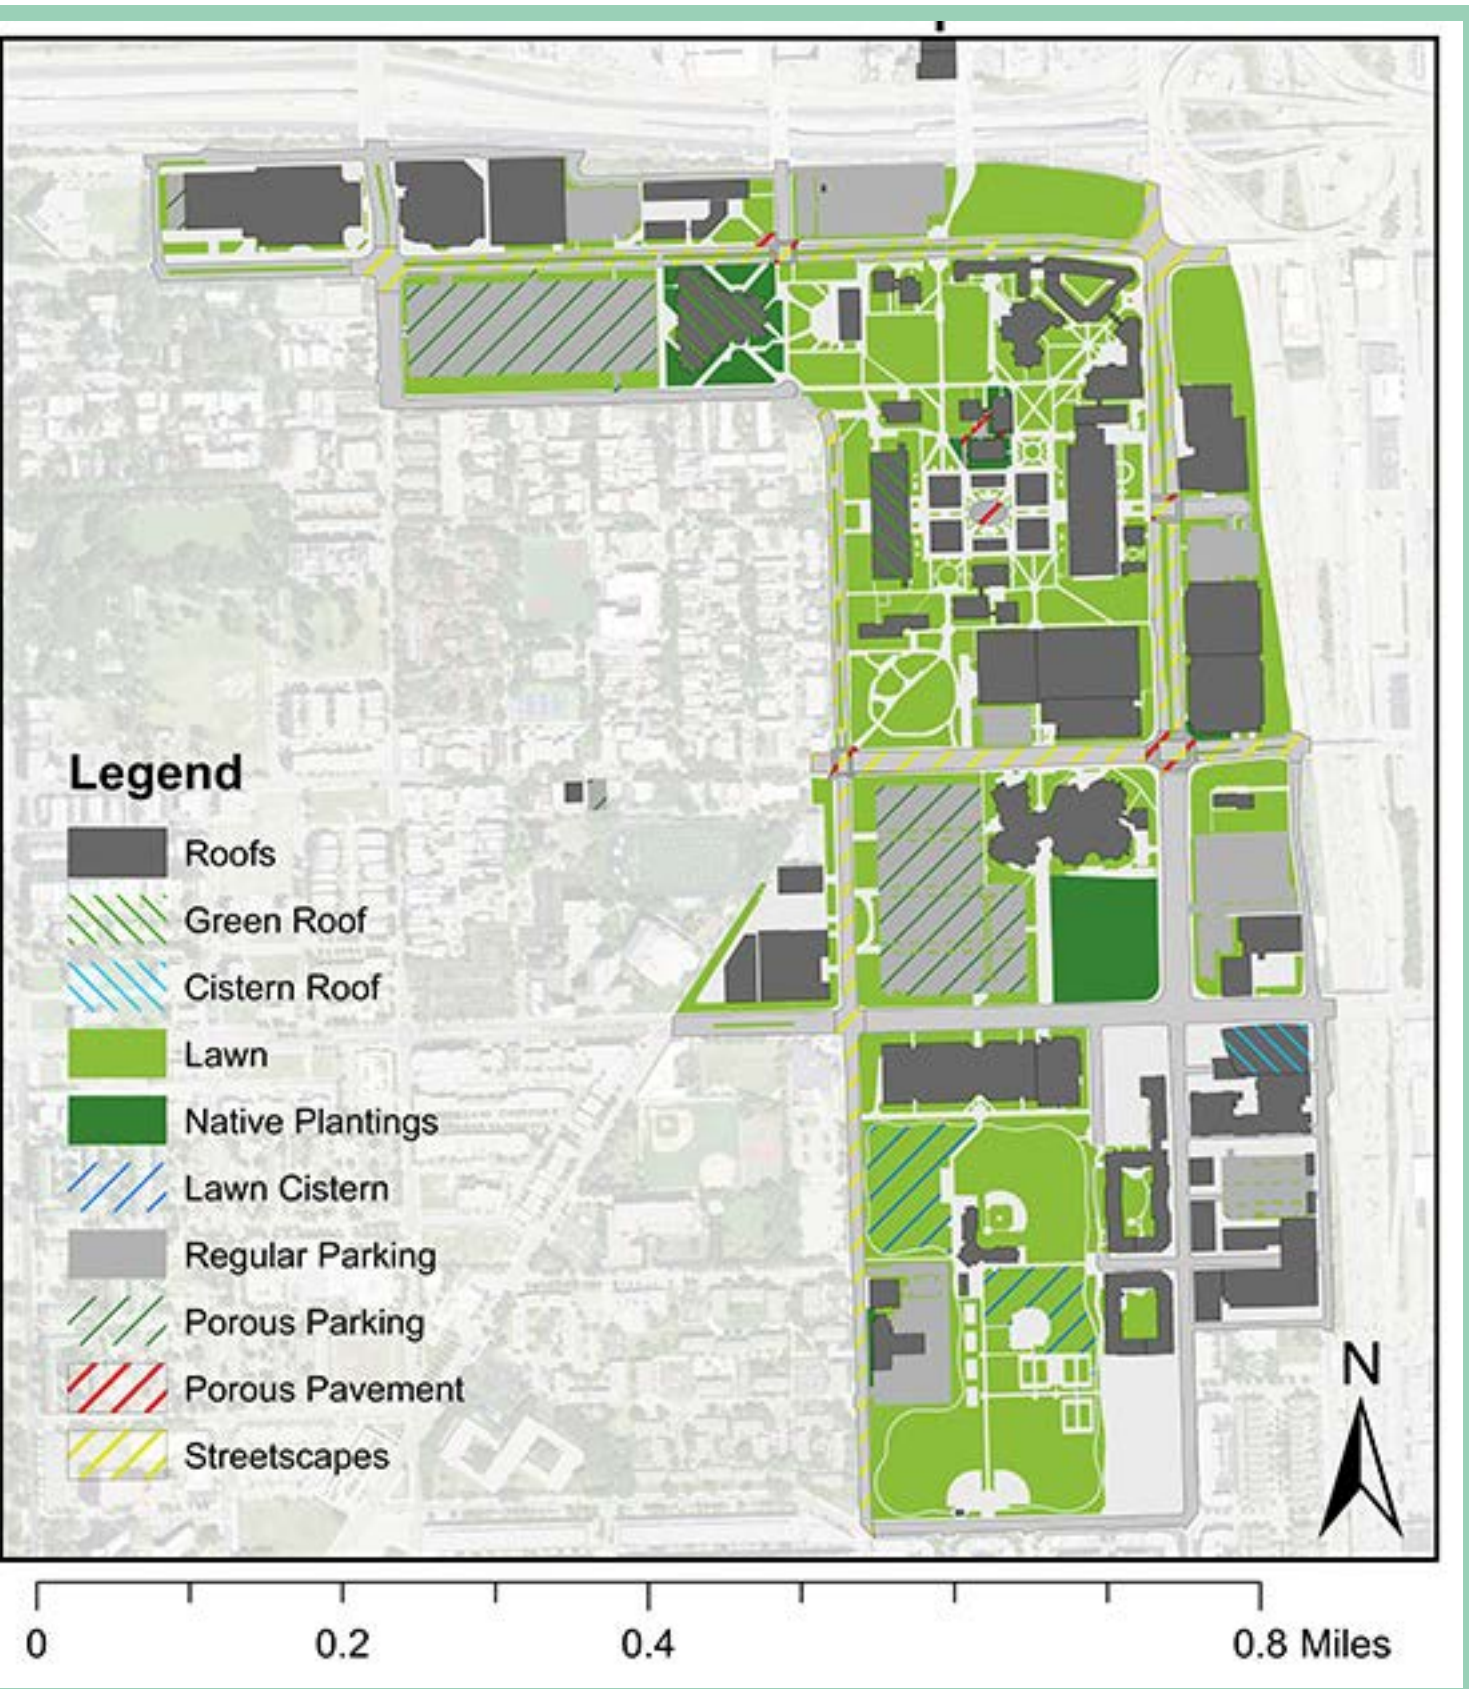 Legend
Roofs
Green Roof
Cistern Roof
Lawn
Native Plantings
Lawn Cistern
Regular Parking
Porous Parking
Porous Pavement
Streetscapes
N
0 0.2 0.4 0.8 Miles